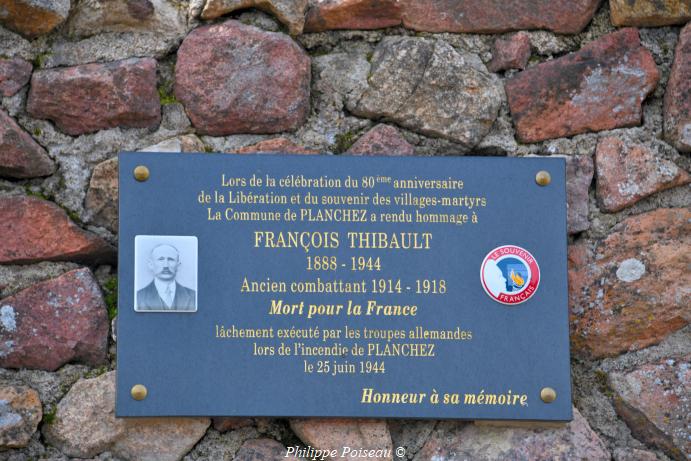 Philippe POISEAU
Lors de la célébration du 80ème anniversaire
de la Libération et du souvenir des villages-martyrs
La Commune de PLANCHEZ a rendu hommage à
FRANÇOIS THIBAULT
1888 - 1944
Ancien combattant 1914 - 1918
Mort pour la France
lâchement exécuté par les troupes allemandes
lors de l'incendie de PLANCHEZ
le 25 juin 1944
Honneur à sa mémoire
LE SOUVENIR
FRANÇAIS
Philippe Poiseau ©